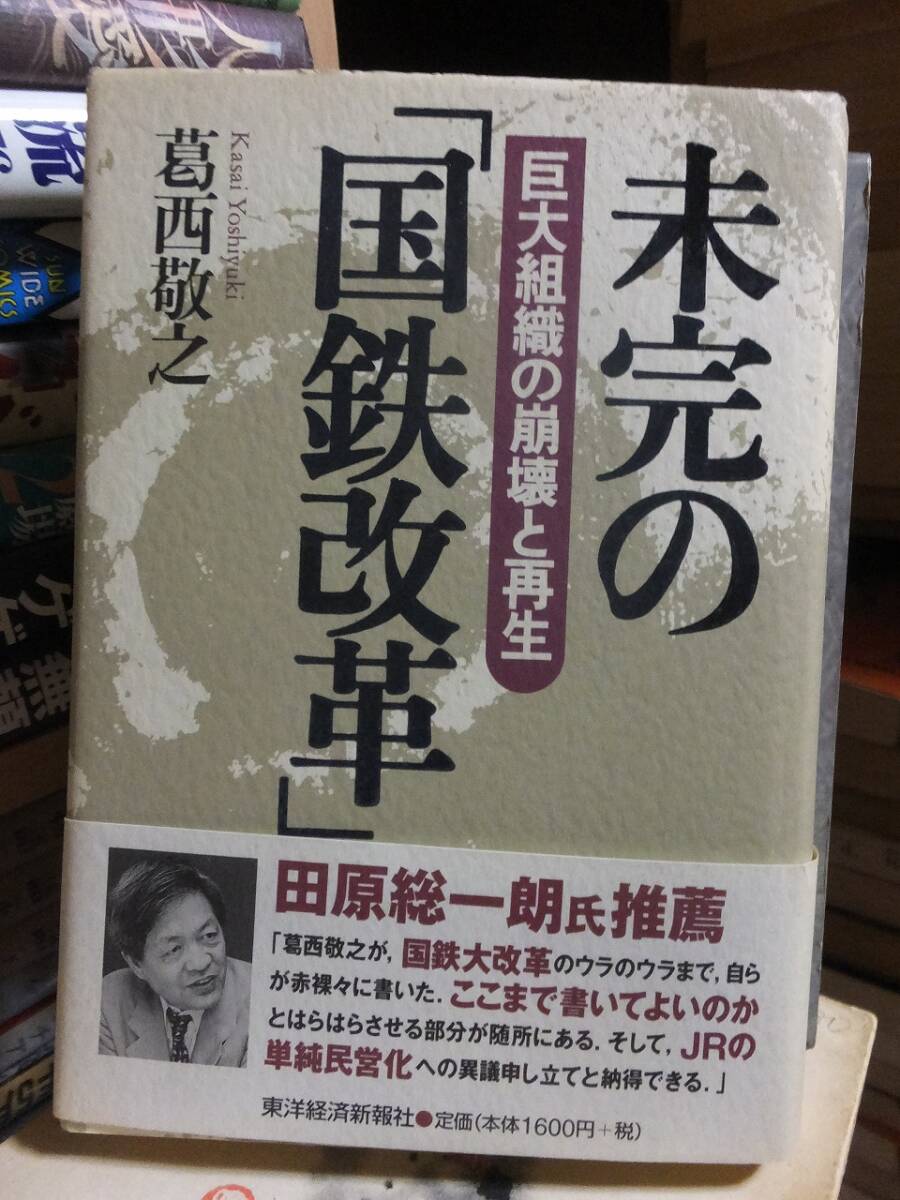 未完の
「国鉄改革」
巨大組織の崩壊と再生
葛西敬之
Kasai Yoshiyuki
田原総一朗氏推薦
「葛西敬之が，国鉄大改革のウラのウラまで，自ら
が赤裸々に書いた．ここまで書いてよいのか
とはらはらさせる部分が随所にある．そして，JRの
単純民営化への異議申し立てと納得できる．」
東洋経済新報社●定価(本体1600円+税)
SUN
WIDE
COMICS
無頼